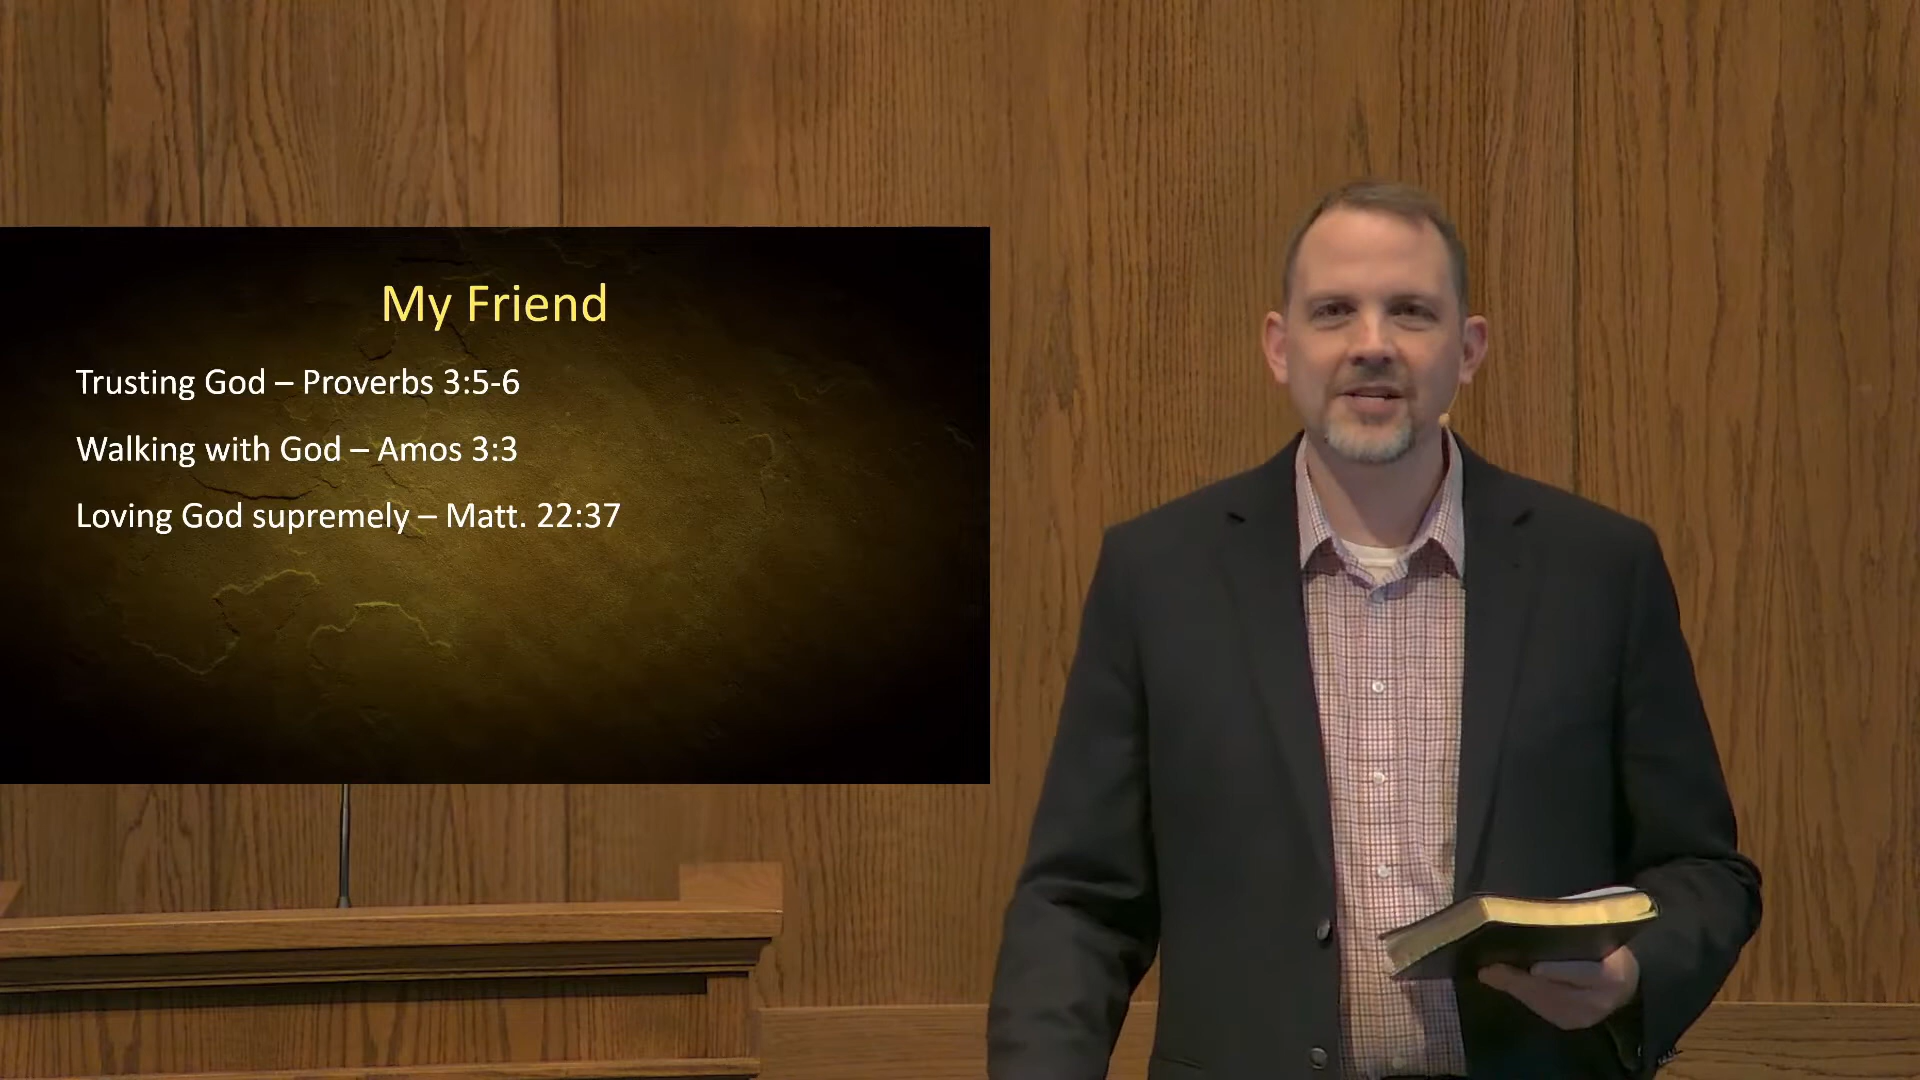 My Friend
Trusting God – Proverbs 3:5-6
Walking with God – Amos 3:3
Loving God supremely – Matt. 22:37